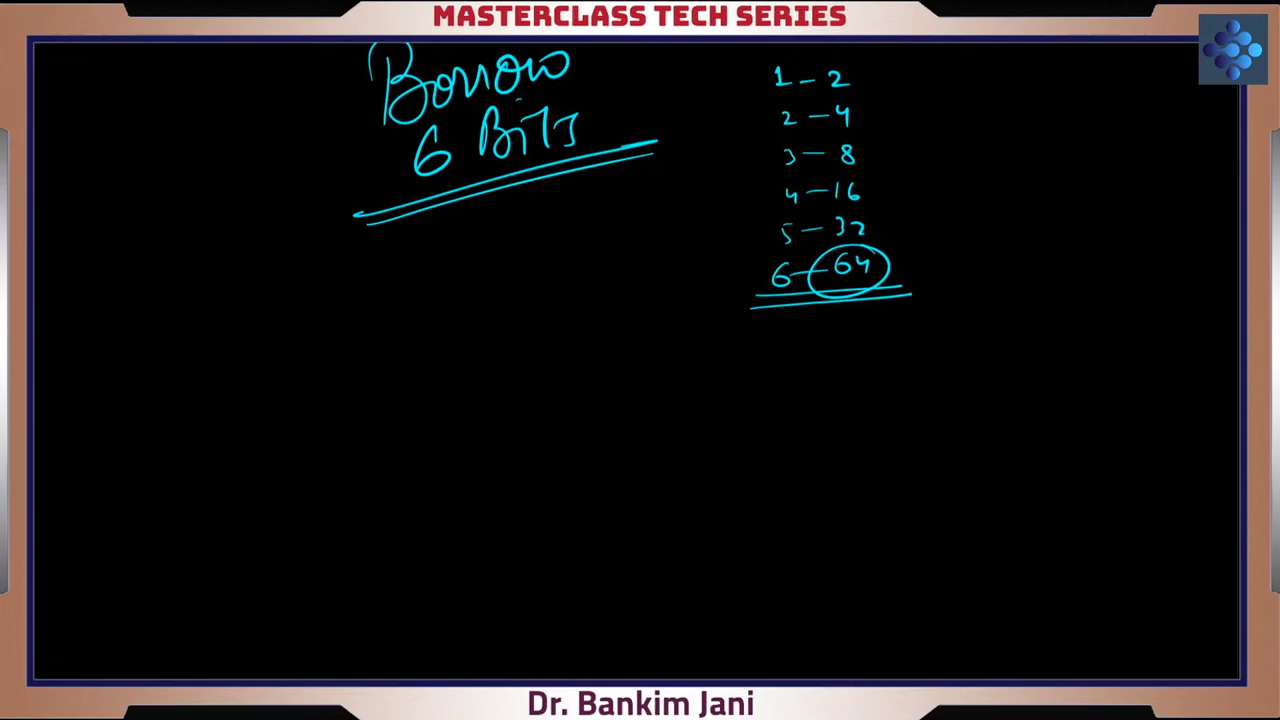 MASTERCLASS TECH SERIES
Borrow
6 Bits
1 - 2
2 - 4
3 - 8
4 - 16
5 - 32
6 - 64
Dr. Bankim Jani